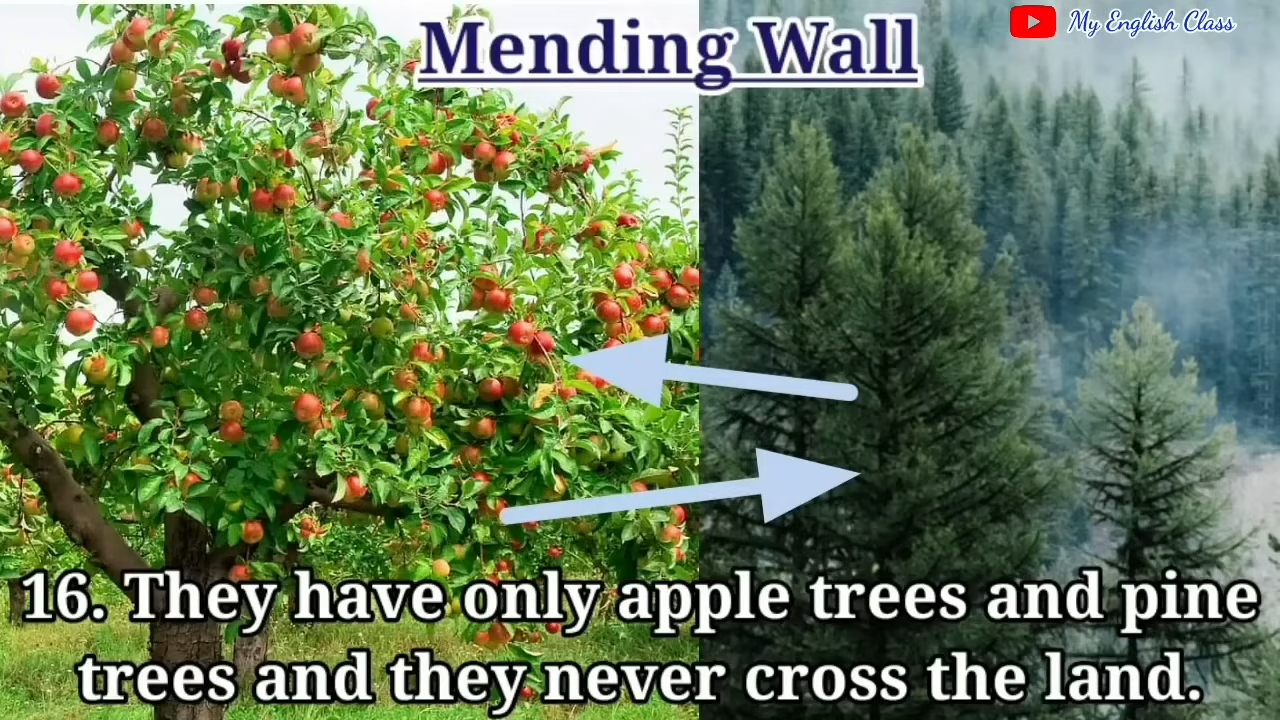 Mending Wall
My English Class
16. They have only apple trees and pine
trees and they never cross the land.